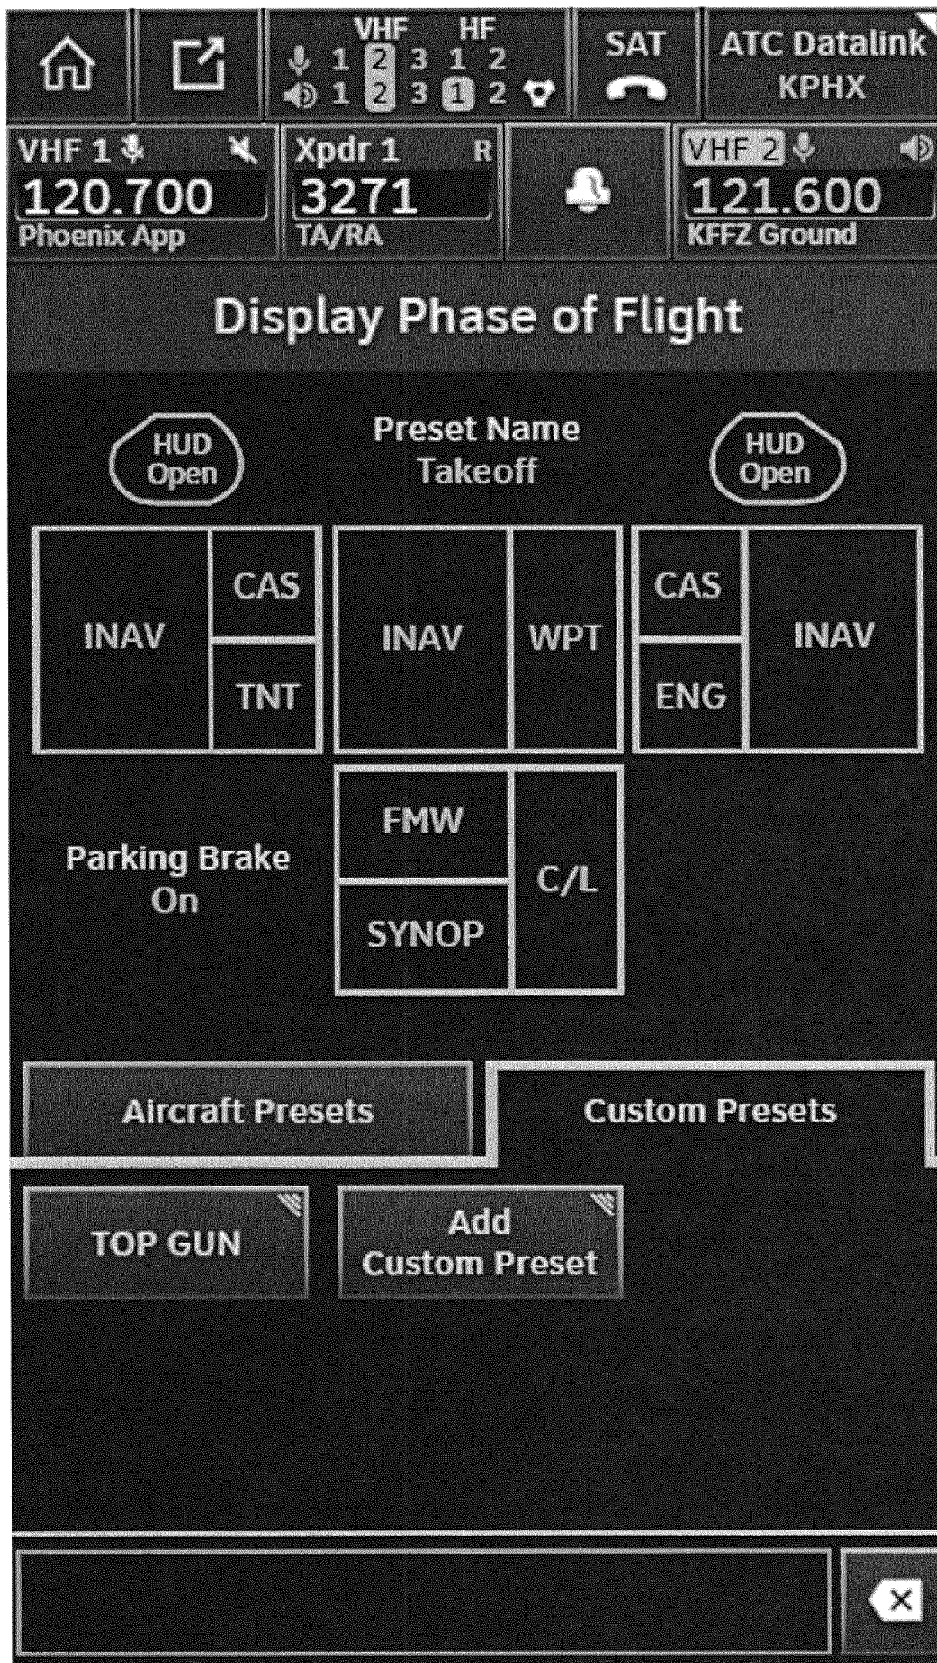 VHF HF
1 2 3 1 2
1 2 3 1 2
SAT
ATC Datalink
KPHX
VHF 1
120.700
Phoenix App
Xpdr 1 R
3271
TA/RA
VHF 2
121.600
KFFZ Ground
Display Phase of Flight
HUD
Open
Preset Name
Takeoff
HUD
Open
INAV
CAS
TNT
INAV
WPT
CAS
ENG
INAV
Parking Brake
On
FMW
SYNOP
C/L
Aircraft Presets
Custom Presets
TOP GUN
Add
Custom Preset